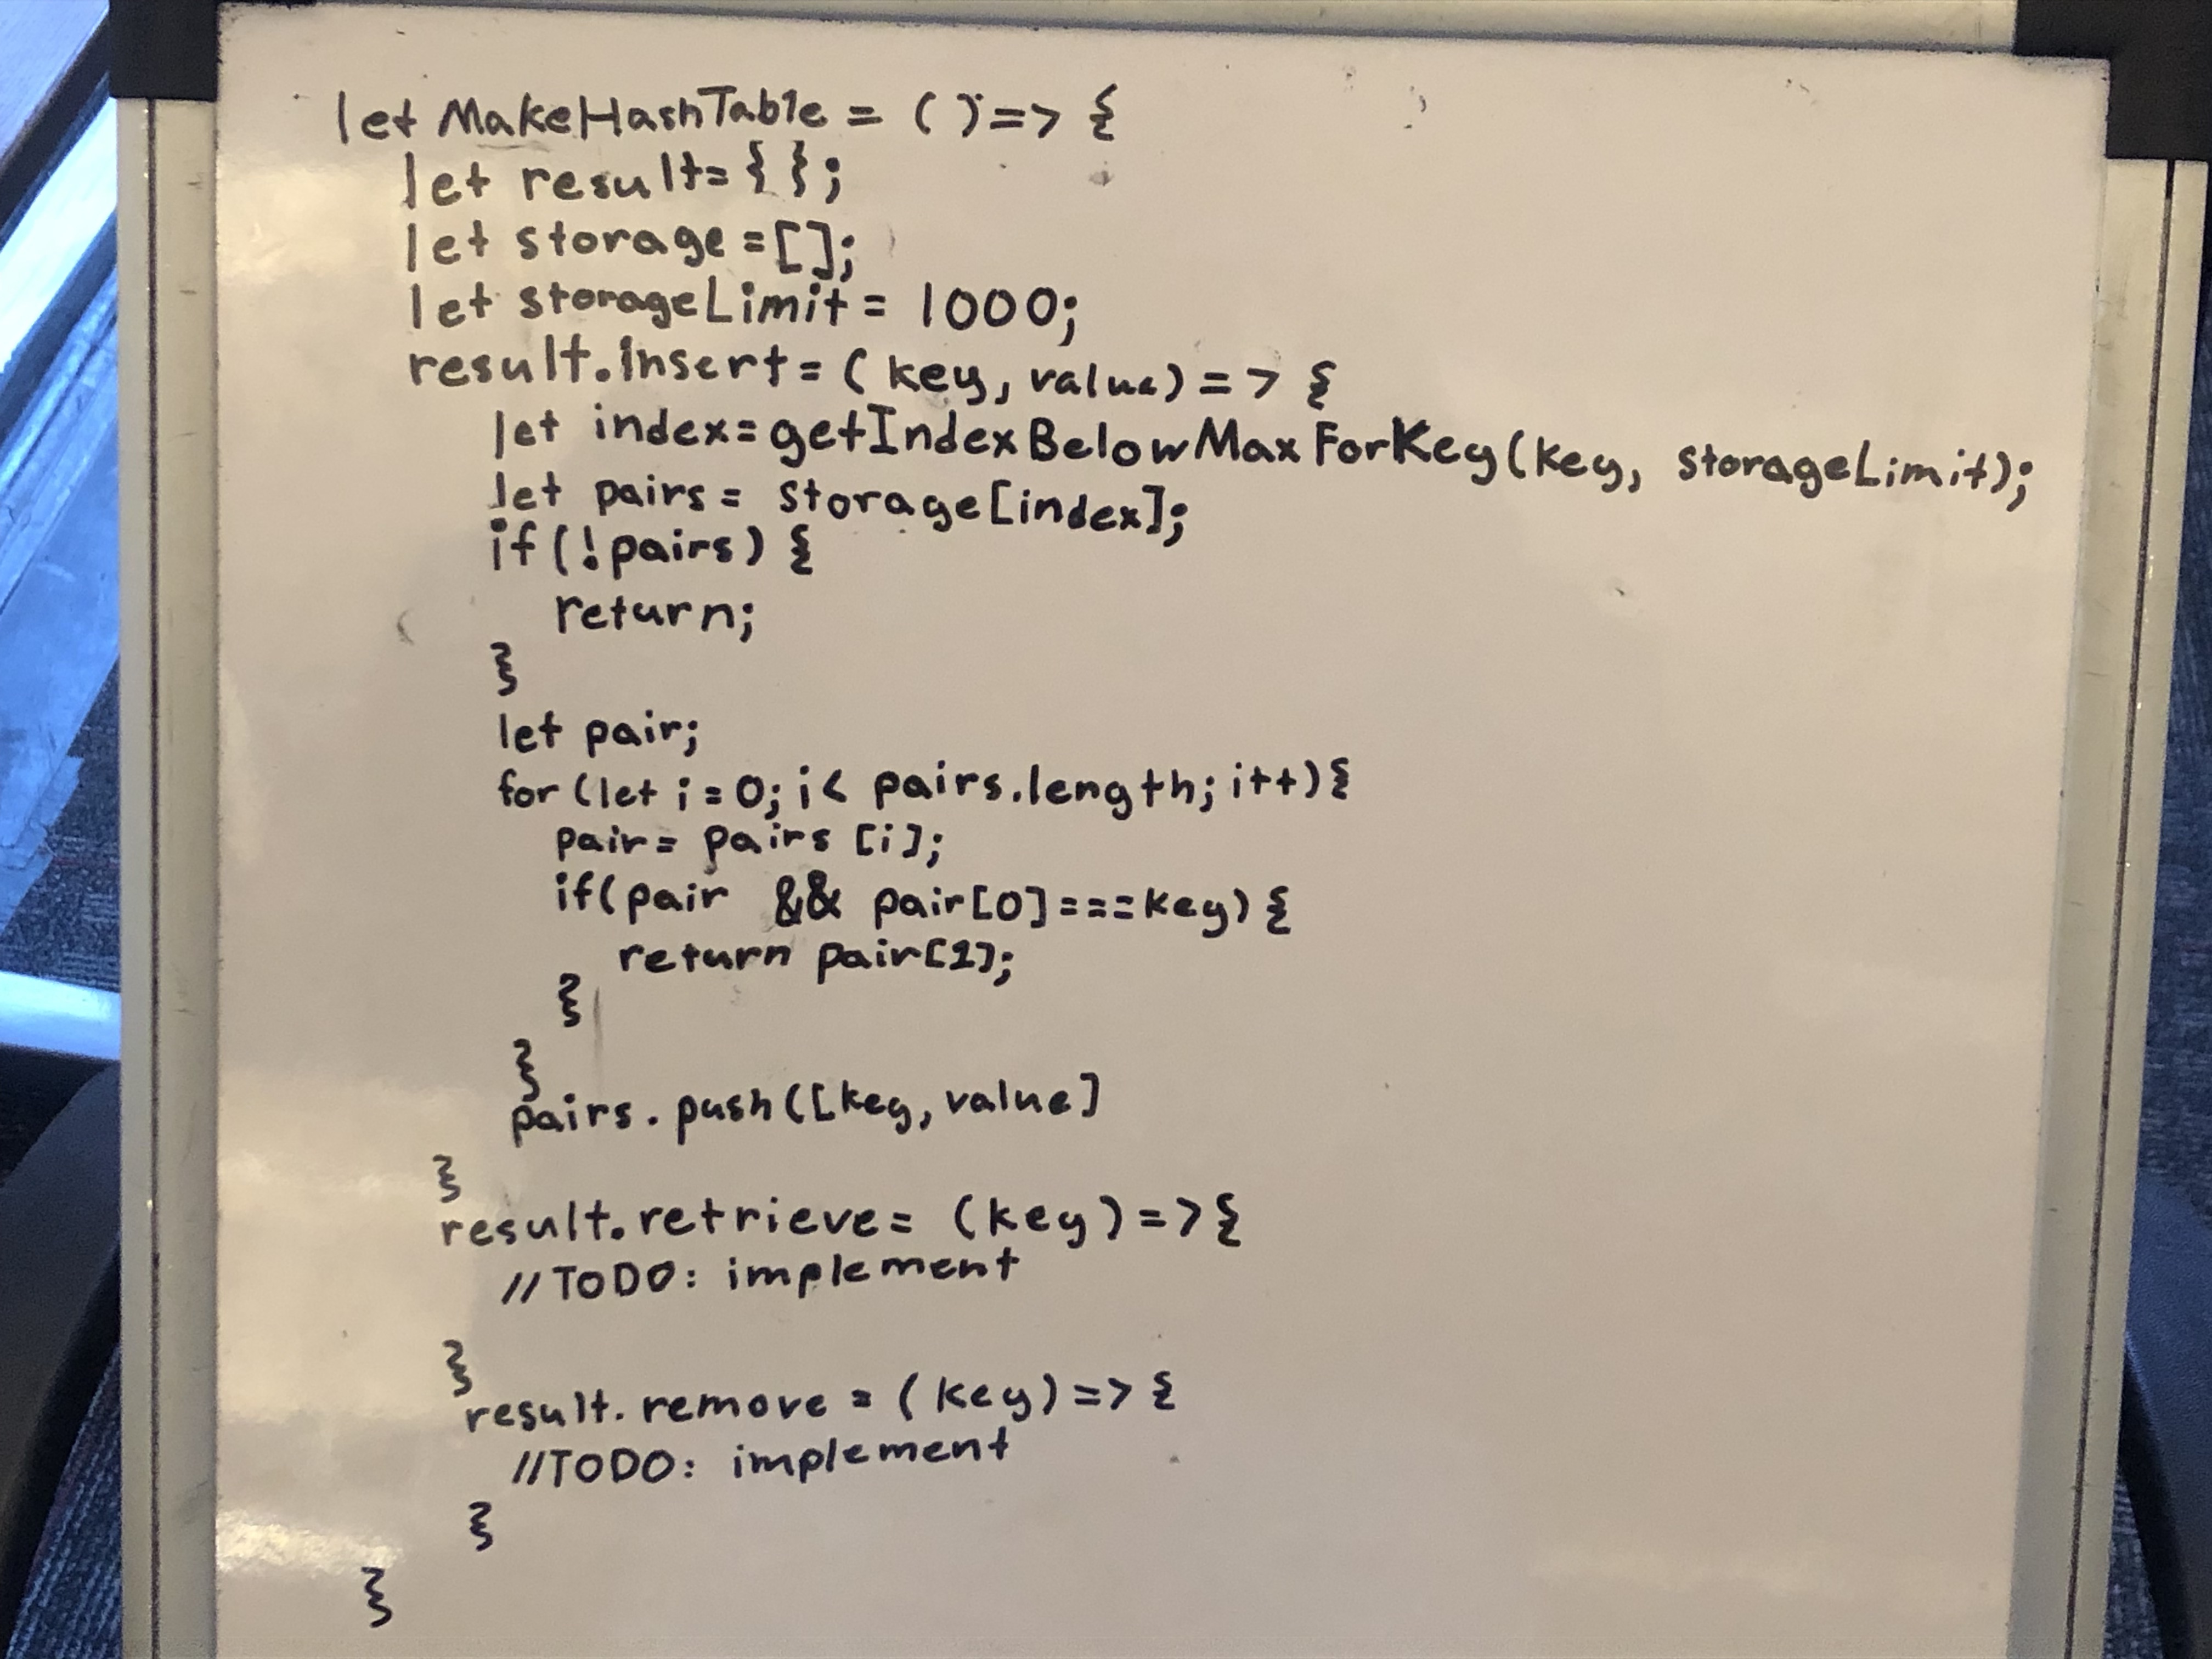 let MakeHashTable = () => {
let result={};
let storage=[];
let storageLimit = 1000;
result.insert=(key, value) => {
let index=getIndexBelowMaxForKey(key, storageLimit);
let pairs= storage[index];
if(!pairs) {
return;
}
let pair;
for (let i=0; i< pairs.length; i++){
pair= pairs [i];
if(pair && pair[0]===key) {
return pair[1];
{
}
pairs.push([key, value]
}
result.retrieve= (key) =>{
//TODO: implement
}
result.remove = (key) => {
//TODO: implement
}
}